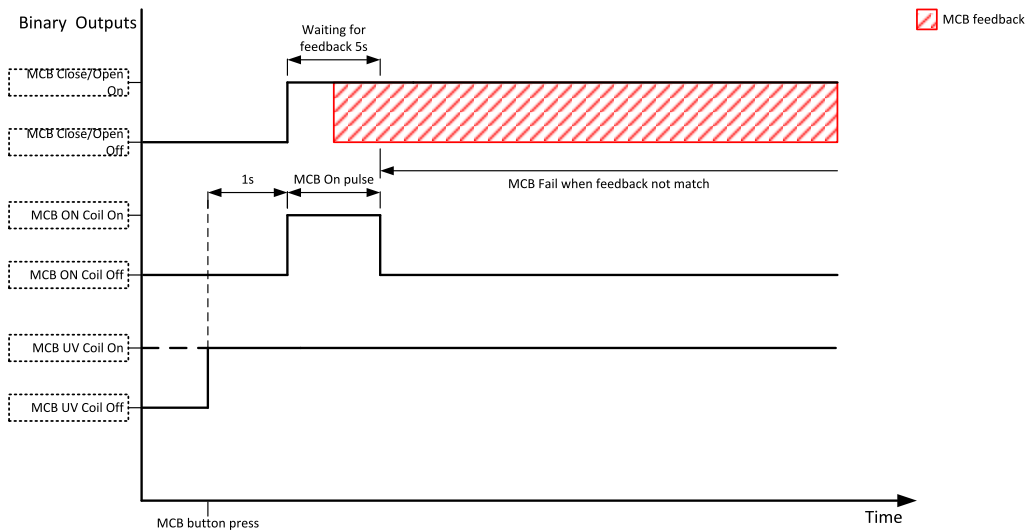 Binary Outputs
MCB feedback
Waiting for
feedback 5s
MCB Close/Open
On
MCB Close/Open
Off
1s
MCB On pulse
MCB Fail when feedback not match
MCB ON Coil On
MCB ON Coil Off
MCB UV Coil On
MCB UV Coil Off
Time
MCB button press